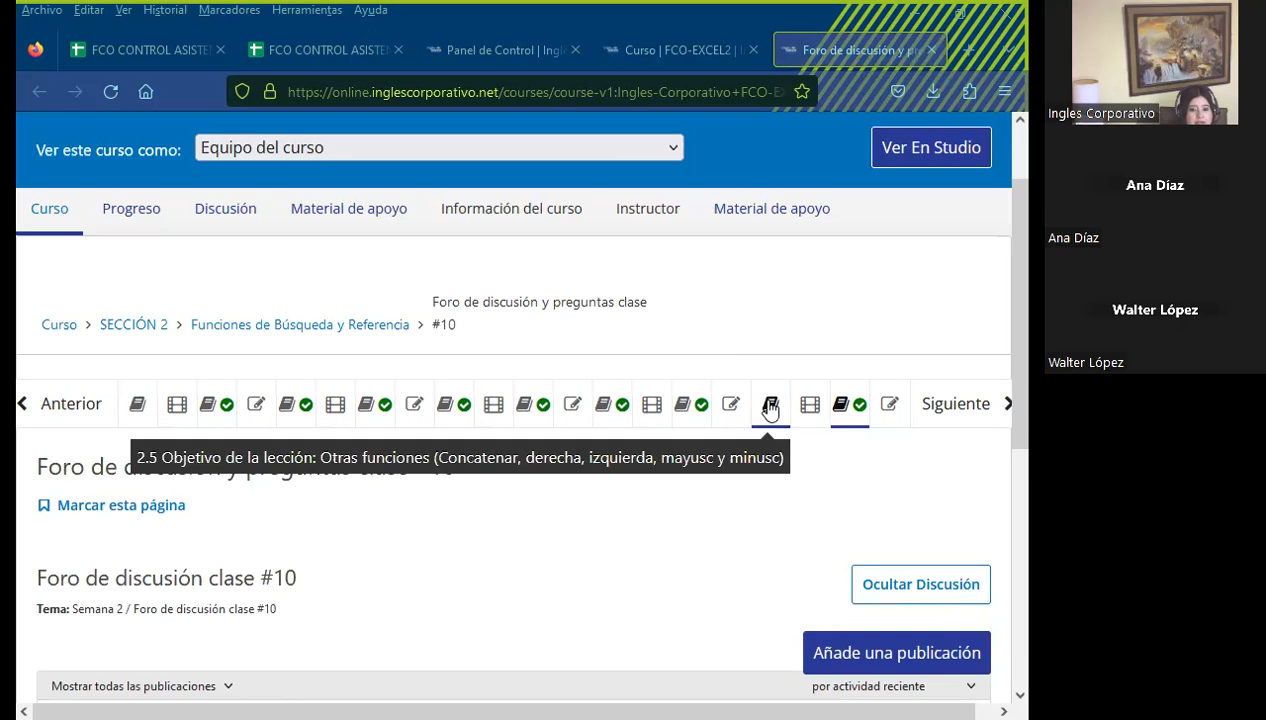 Archivo Editar Ver Historial Marcadores Herramientas Ayuda
FCO CONTROL ASISTE
FCO CONTROL ASISTE
Panel de Control | Ingl
Curso | FCO-EXCEL2 | I
Foro de discusión y pr
https://online.inglescorporativo.net/courses/course-v1:Ingles-Corporativo+FCO-E
Ver este curso como:
Equipo del curso
Ver En Studio
Curso
Progreso
Discusión
Material de apoyo
Información del curso
Instructor
Material de apoyo
Curso > SECCIÓN 2 > Funciones de Búsqueda y Referencia >
Foro de discusión y preguntas clase
#10
Anterior
Siguiente
2.5 Objetivo de la lección: Otras funciones (Concatenar, derecha, izquierda, mayusc y minusc)
Foro de
Marcar esta página
Foro de discusión clase #10
Ocultar Discusión
Tema: Semana 2 / Foro de discusión clase #10
Añade una publicación
Mostrar todas las publicaciones
por actividad reciente
Ingles Corporativo
Ana Díaz
Ana Díaz
Walter López
Walter López